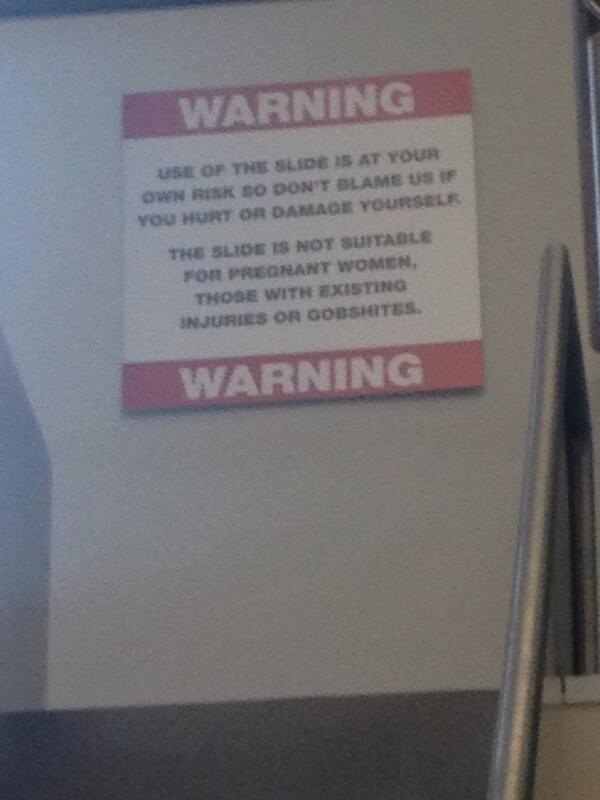 WARNING
USE OF THE SLIDE IS AT YOUR
OWN RISK SO DON'T BLAME US IF
YOU HURT OR DAMAGE YOURSELF.
THE SLIDE IS NOT SUITABLE
FOR PREGNANT WOMEN,
THOSE WITH EXISTING
INJURIES OR GOBSHITES.
WARNING